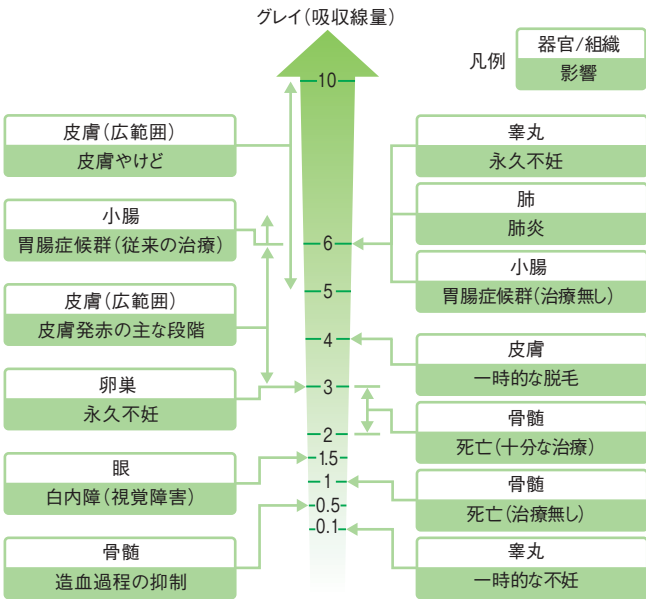 グレイ(吸収線量)
凡例
器官/組織
影響
皮膚(広範囲)
皮膚やけど
小腸
胃腸症候群(従来の治療)
皮膚(広範囲)
皮膚発赤の主な段階
卵巣
永久不妊
眼
白内障(視覚障害)
骨髄
造血過程の抑制
10
6
5
4
3
2
1.5
1
0.5
0.1
睾丸
永久不妊
肺
肺炎
小腸
胃腸症候群(治療無し)
皮膚
一時的な脱毛
骨髄
死亡(十分な治療)
骨髄
死亡(治療無し)
睾丸
一時的な不妊